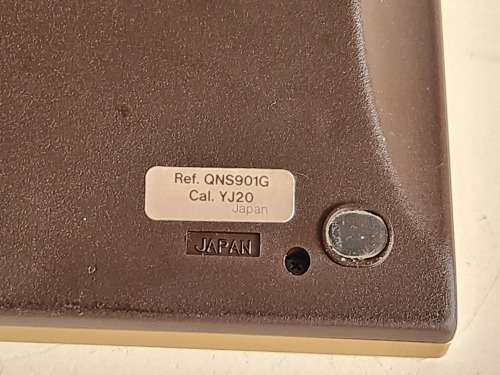 Ref. QNS901G
Cal. YJ20
Japan
JAPAN